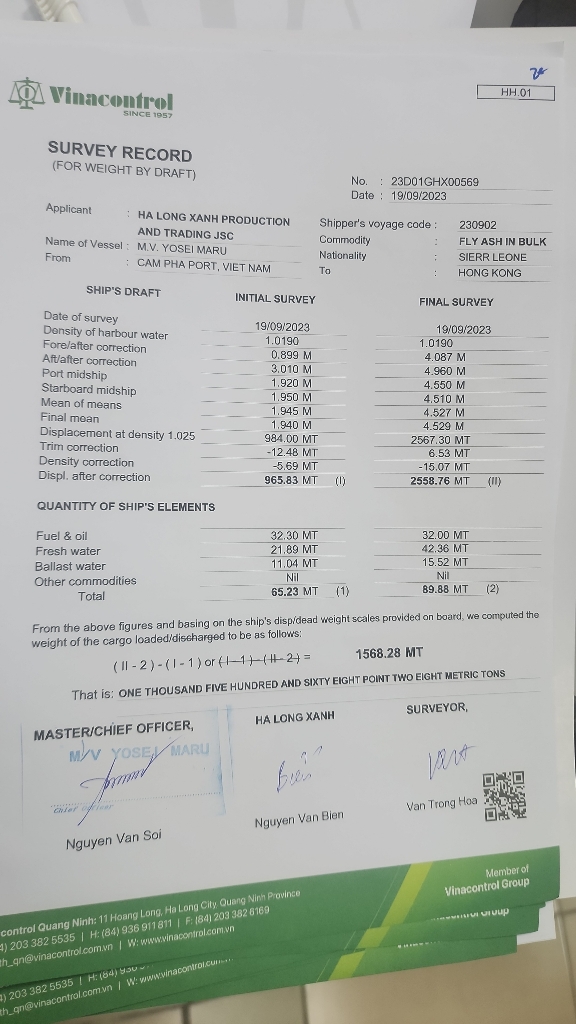 HH.01
Vinacontrol
SINCE 1957
SURVEY RECORD
(FOR WEIGHT BY DRAFT)
No. : 23D01GHX00569
Date : 19/09/2023
Applicant : HA LONG XANH PRODUCTION AND TRADING JSC
Name of Vessel : M.V. YOSEI MARU
From : CAM PHA PORT, VIET NAM
Shipper's voyage code : 230902
Commodity : FLY ASH IN BULK
Nationality : SIERR LEONE
To : HONG KONG
SHIP'S DRAFT INITIAL SURVEY FINAL SURVEY
Date of survey 19/09/2023 19/09/2023
Density of harbour water 1.0190 1.0190
Fore/after correction 0.899 M 4.087 M
Aft/after correction 3.010 M 4.960 M
Port midship 1.920 M 4.550 M
Starboard midship 1.950 M 4.510 M
Mean of means 1.945 M 4.527 M
Final mean 1.940 M 4.529 M
Displacement at density 1.025 984.00 MT 2567.30 MT
Trim correction -12.48 MT 6.53 MT
Density correction -5.69 MT -15.07 MT
Displ. after correction 965.83 MT (I) 2558.76 MT (II)
QUANTITY OF SHIP'S ELEMENTS
Fuel & oil 32.30 MT 32.00 MT
Fresh water 21.89 MT 42.36 MT
Ballast water 11.04 MT 15.52 MT
Other commodities Nil Nil
Total 65.23 MT (1) 89.88 MT (2)
From the above figures and basing on the ship's disp/dead weight scales provided on board, we computed the
weight of the cargo loaded/discharged to be as follows:
( II - 2 ) - ( I - 1 ) or ( I - 1 ) - ( II - 2 ) = 1568.28 MT
That is: ONE THOUSAND FIVE HUNDRED AND SIXTY EIGHT POINT TWO EIGHT METRIC TONS
MASTER/CHIEF OFFICER, HA LONG XANH SURVEYOR,
M/V YOSEI MARU
Chief officer
Nguyen Van Soi Nguyen Van Bien Van Trong Hoa
Member of
Vinacontrol Group
control Quang Ninh: 11 Hoang Long, Ha Long City, Quang Ninh Province
4) 203 382 5535 | H: (84) 936 911 811 | F: (84) 203 382 6169
th_qn@vinacontrol.com.vn | W: www.vinacontrol.com.vn
4) 203 382 5535 | H: (84) 936
th_qn@vinacontrol.com.vn | W: www.vinacontrol.com.